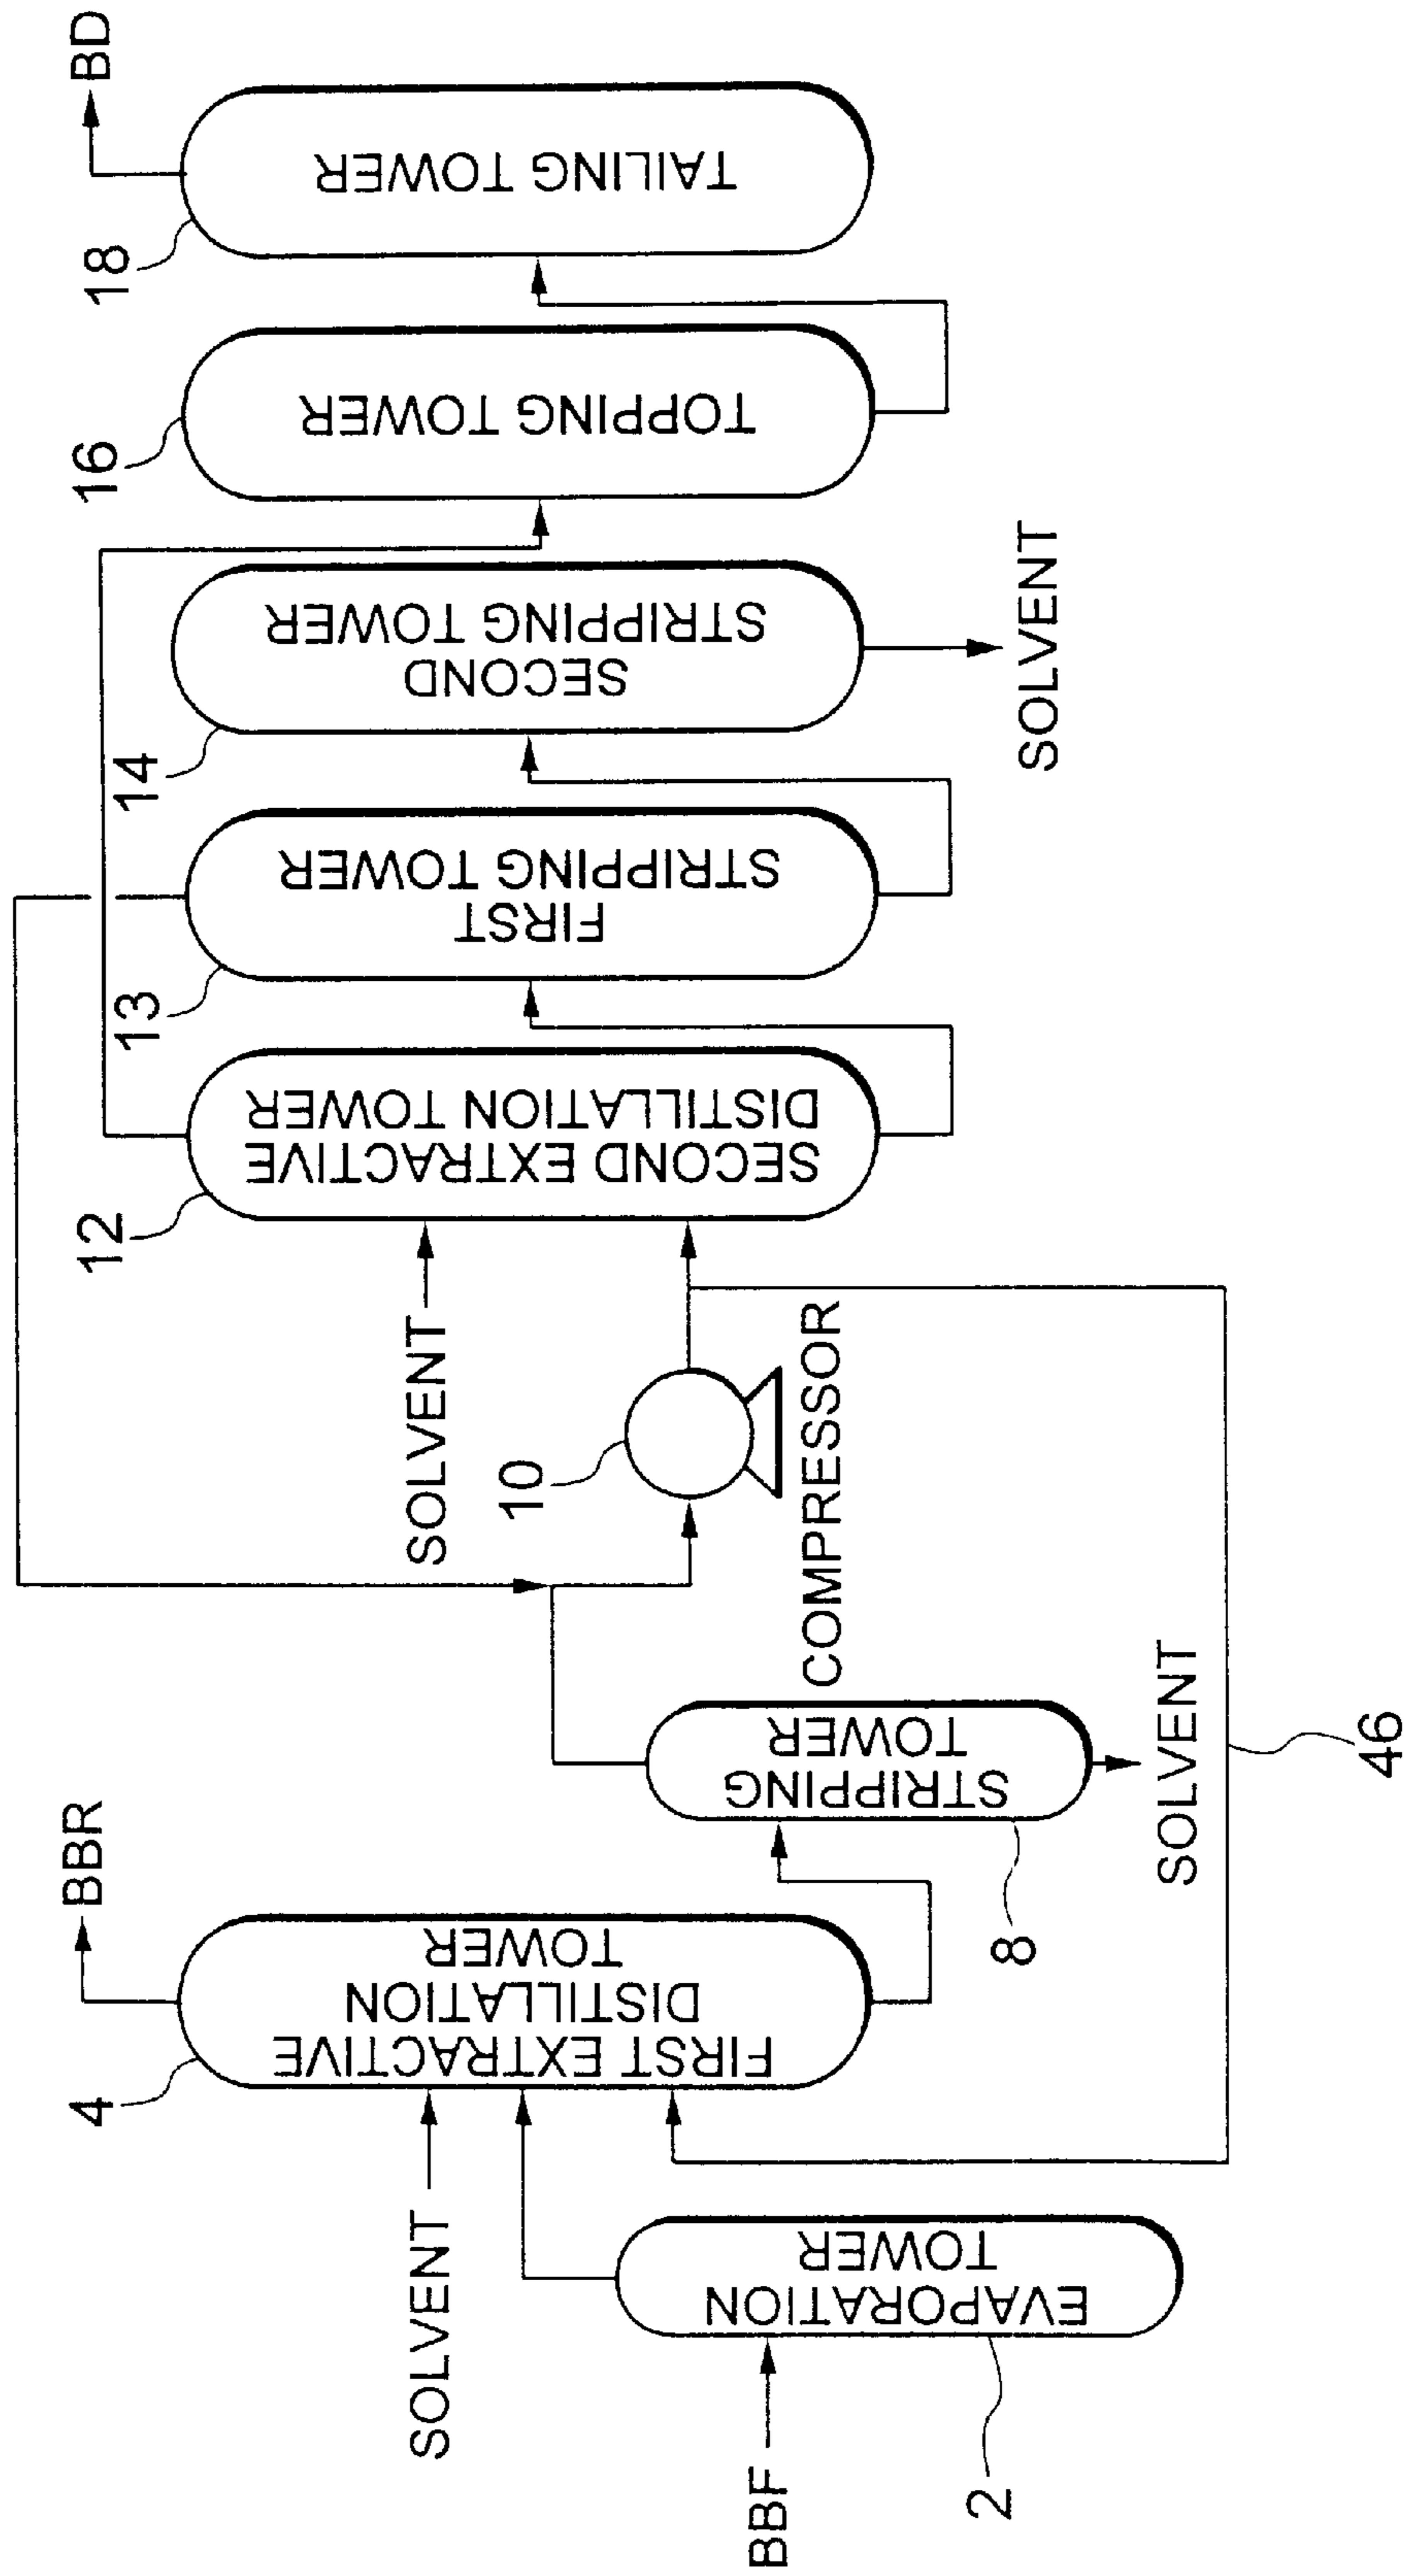 BBF
2
EVAPORATION
TOWER
SOLVENT
4
FIRST EXTRACTIVE
DISTILLATION
TOWER
BBR
8
STRIPPING
TOWER
SOLVENT
46
10
COMPRESSOR
SOLVENT
12
SECOND EXTRACTIVE
DISTILLATION TOWER
13
FIRST
STRIPPING TOWER
14
SECOND
STRIPPING TOWER
SOLVENT
16
TOPPING TOWER
18
TAILING TOWER
BD